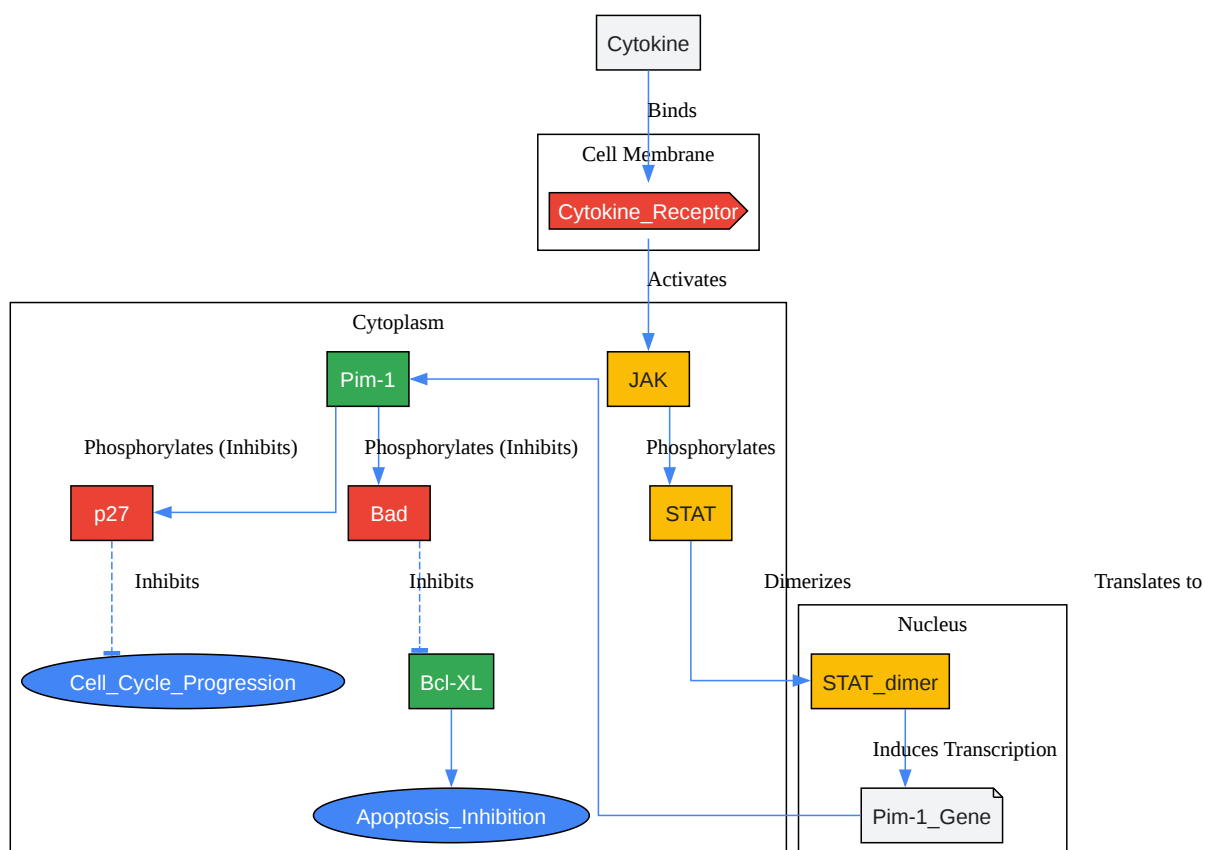 Cytokine
Binds
Cell Membrane
Cytokine_Receptor
Activates
Cytoplasm
Pim-1
JAK
Phosphorylates (Inhibits)
Phosphorylates (Inhibits)
Phosphorylates
p27
Bad
STAT
Inhibits
Inhibits
Dimerizes
Translates to
Nucleus
Cell_Cycle_Progression
Bcl-XL
STAT_dimer
Induces Transcription
Apoptosis_Inhibition
Pim-1_Gene